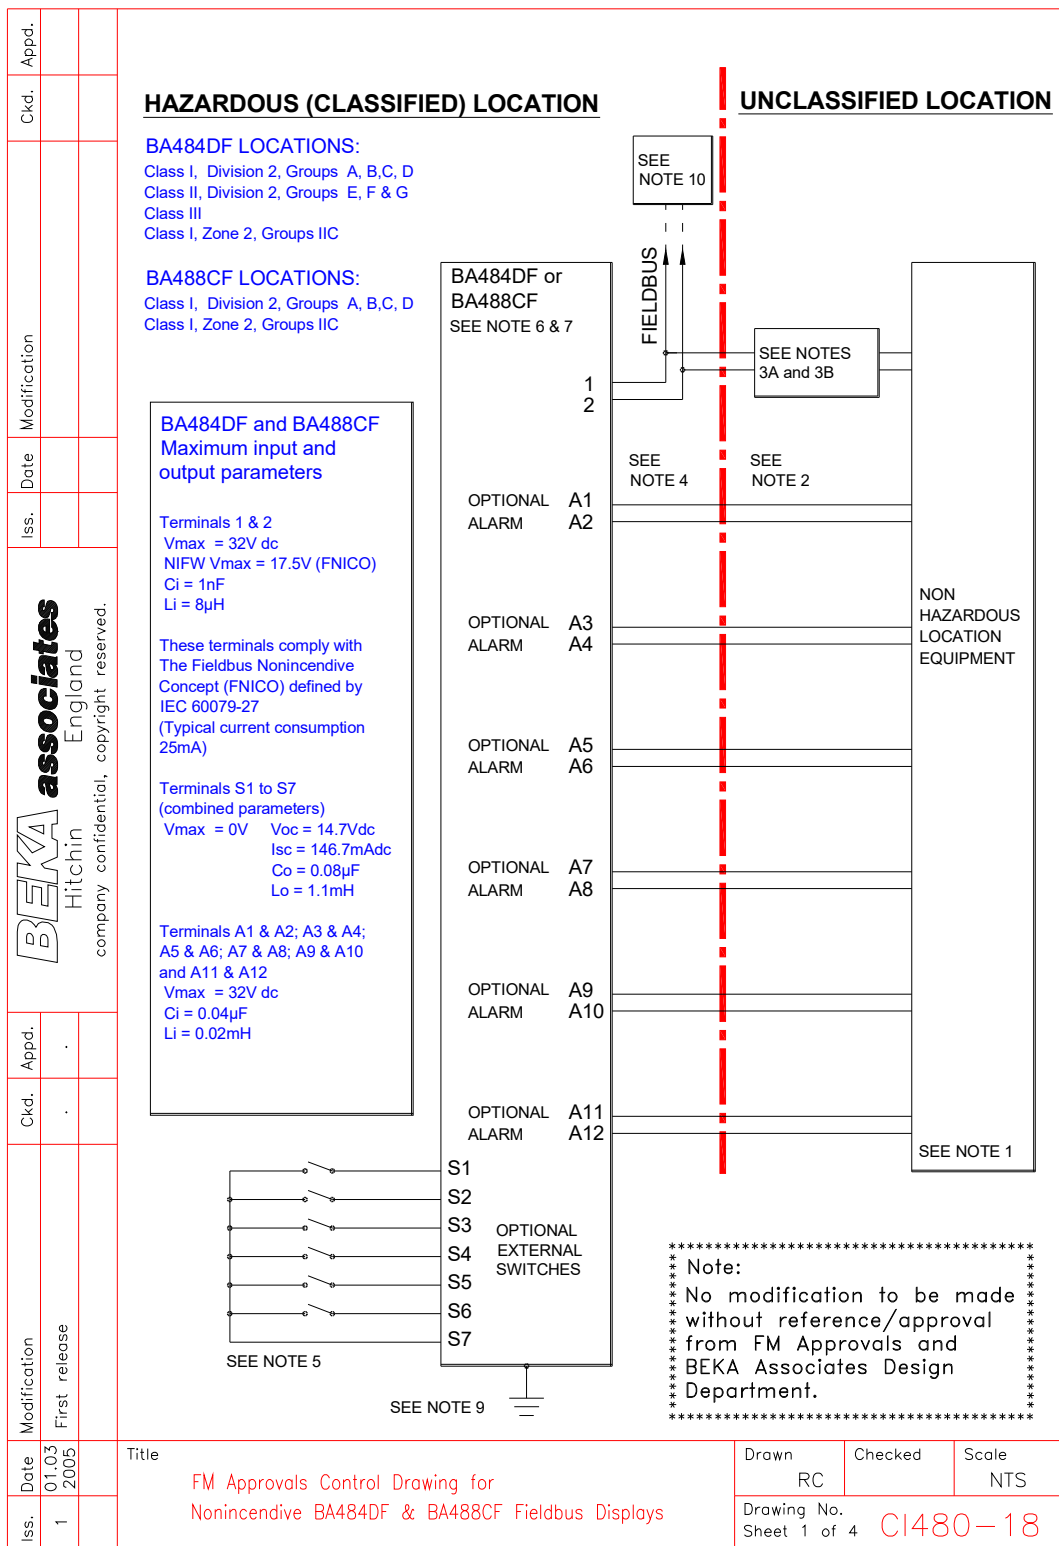 HAZARDOUS (CLASSIFIED) LOCATION
UNCLASSIFIED LOCATION
BA484DF LOCATIONS:
Class I, Division 2, Groups A, B,C, D
Class II, Division 2, Groups E, F & G
Class III
Class I, Zone 2, Groups IIC
BA488CF LOCATIONS:
Class I, Division 2, Groups A, B,C, D
Class I, Zone 2, Groups IIC
SEE
NOTE 10
FIELDBUS
BA484DF or
BA488CF
SEE NOTE 6 & 7
1
2
SEE NOTES
3A and 3B
SEE
NOTE 4
SEE
NOTE 2
BA484DF and BA488CF
Maximum input and
output parameters
Terminals 1 & 2
Vmax = 32V dc
NIFW Vmax = 17.5V (FNICO)
Ci = 1nF
Li = 8µH
These terminals comply with
The Fieldbus Nonincendive
Concept (FNICO) defined by
IEC 60079-27
(Typical current consumption
25mA)
Terminals S1 to S7
(combined parameters)
Vmax = 0V Voc = 14.7Vdc
Isc = 146.7mAdc
Co = 0.08µF
Lo = 1.1mH
Terminals A1 & A2; A3 & A4;
A5 & A6; A7 & A8; A9 & A10
and A11 & A12
Vmax = 32V dc
Ci = 0.04µF
Li = 0.02mH
OPTIONAL A1
ALARM A2
OPTIONAL A3
ALARM A4
OPTIONAL A5
ALARM A6
OPTIONAL A7
ALARM A8
OPTIONAL A9
ALARM A10
OPTIONAL A11
ALARM A12
NON
HAZARDOUS
LOCATION
EQUIPMENT
SEE NOTE 1
S1
S2
S3
S4
S5
S6
S7
OPTIONAL
EXTERNAL
SWITCHES
SEE NOTE 5
SEE NOTE 9
************************************
Note:
No modification to be made
without reference/approval
from FM Approvals and
BEKA Associates Design
Department.
************************************
Iss. Date Modification Ckd. Appd.
BEKA associates
Hitchin England
company confidential, copyright reserved.
Iss. Date Modification Ckd. Appd.
1 01.03 2005 First release . .
Title
FM Approvals Control Drawing for
Nonincendive BA484DF & BA488CF Fieldbus Displays
Drawn
RC
Checked
Scale
NTS
Drawing No.
Sheet 1 of 4
CI480-18